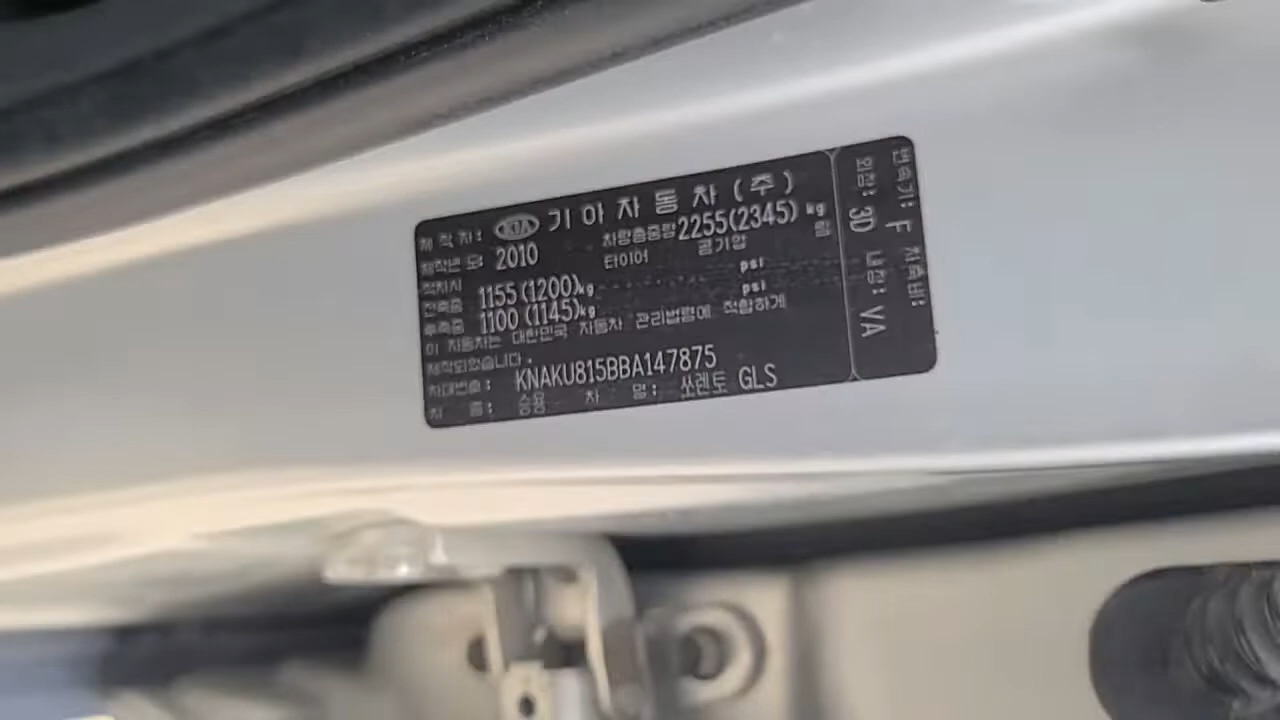 제작자: KIA 기아자동차(주)
제작년도 2010 차량총중량 2255(2345) kg
타이어 공기압
적차시
전축중 1155(1200)kg psi
후축중 1100(1145)kg psi
이 자동차는 대한민국 자동차 관리법령에 적합하게
제작되었습니다.
차대번호: KNAKU815BBA147875
차 종: 승용 차 명: 쏘렌토 GLS
변속기: F
외장: 3D 내장: VA